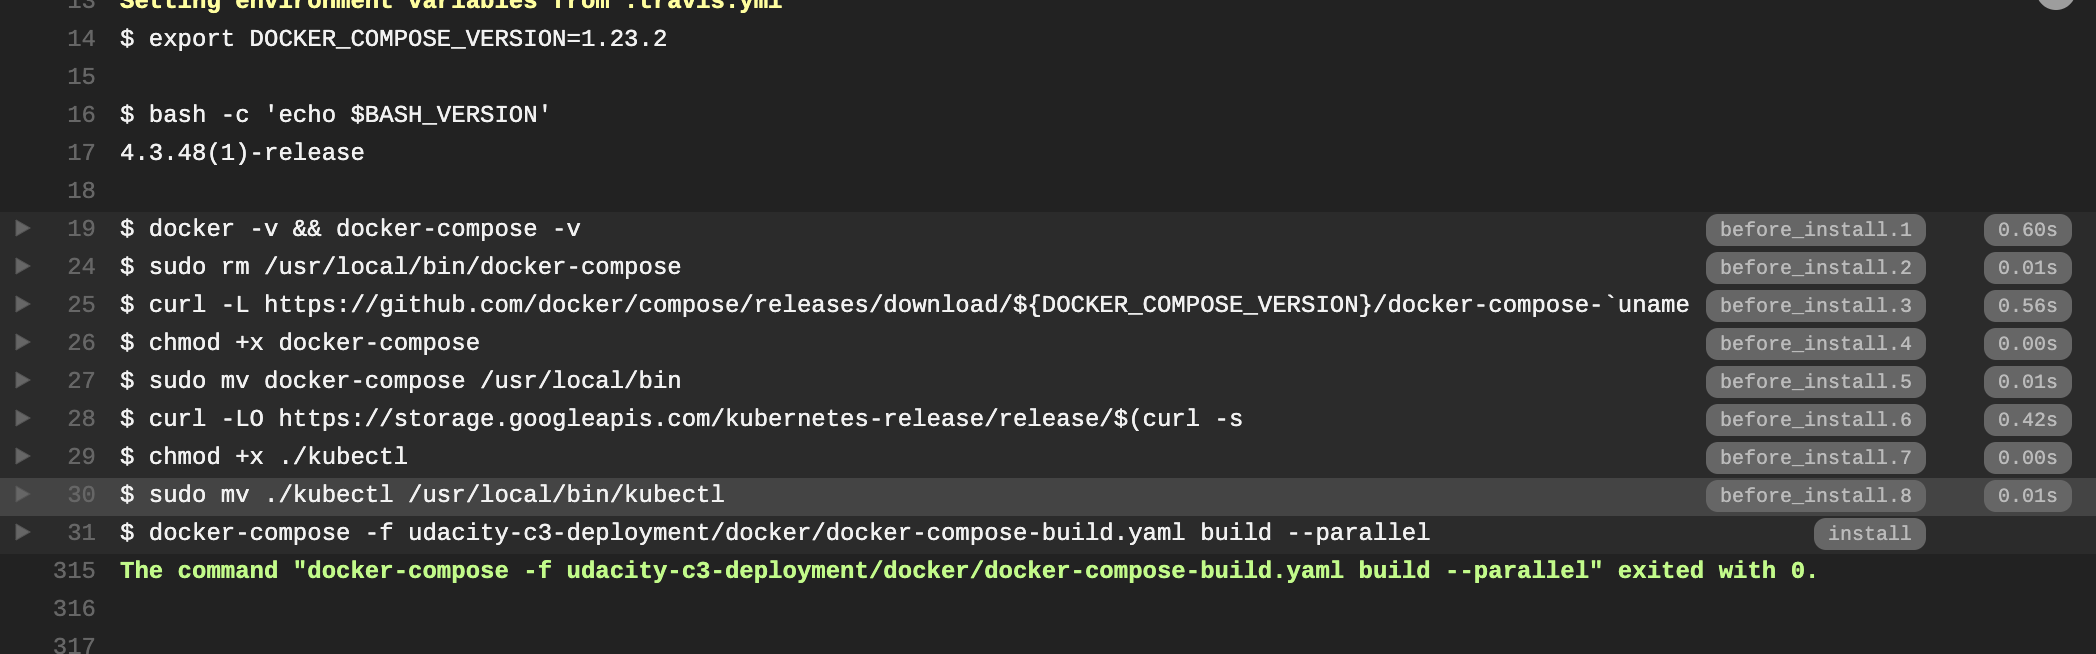 13 Setting environment variables from .travis.yml
14 $ export DOCKER_COMPOSE_VERSION=1.23.2
15
16 $ bash -c 'echo $BASH_VERSION'
17 4.3.48(1)-release
18
19 $ docker -v && docker-compose -v before_install.1 0.60s
24 $ sudo rm /usr/local/bin/docker-compose before_install.2 0.01s
25 $ curl -L https://github.com/docker/compose/releases/download/${DOCKER_COMPOSE_VERSION}/docker-compose-`uname before_install.3 0.56s
26 $ chmod +x docker-compose before_install.4 0.00s
27 $ sudo mv docker-compose /usr/local/bin before_install.5 0.01s
28 $ curl -LO https://storage.googleapis.com/kubernetes-release/release/$(curl -s before_install.6 0.42s
29 $ chmod +x ./kubectl before_install.7 0.00s
30 $ sudo mv ./kubectl /usr/local/bin/kubectl before_install.8 0.01s
31 $ docker-compose -f udacity-c3-deployment/docker/docker-compose-build.yaml build --parallel install
315 The command "docker-compose -f udacity-c3-deployment/docker/docker-compose-build.yaml build --parallel" exited with 0.
316
317